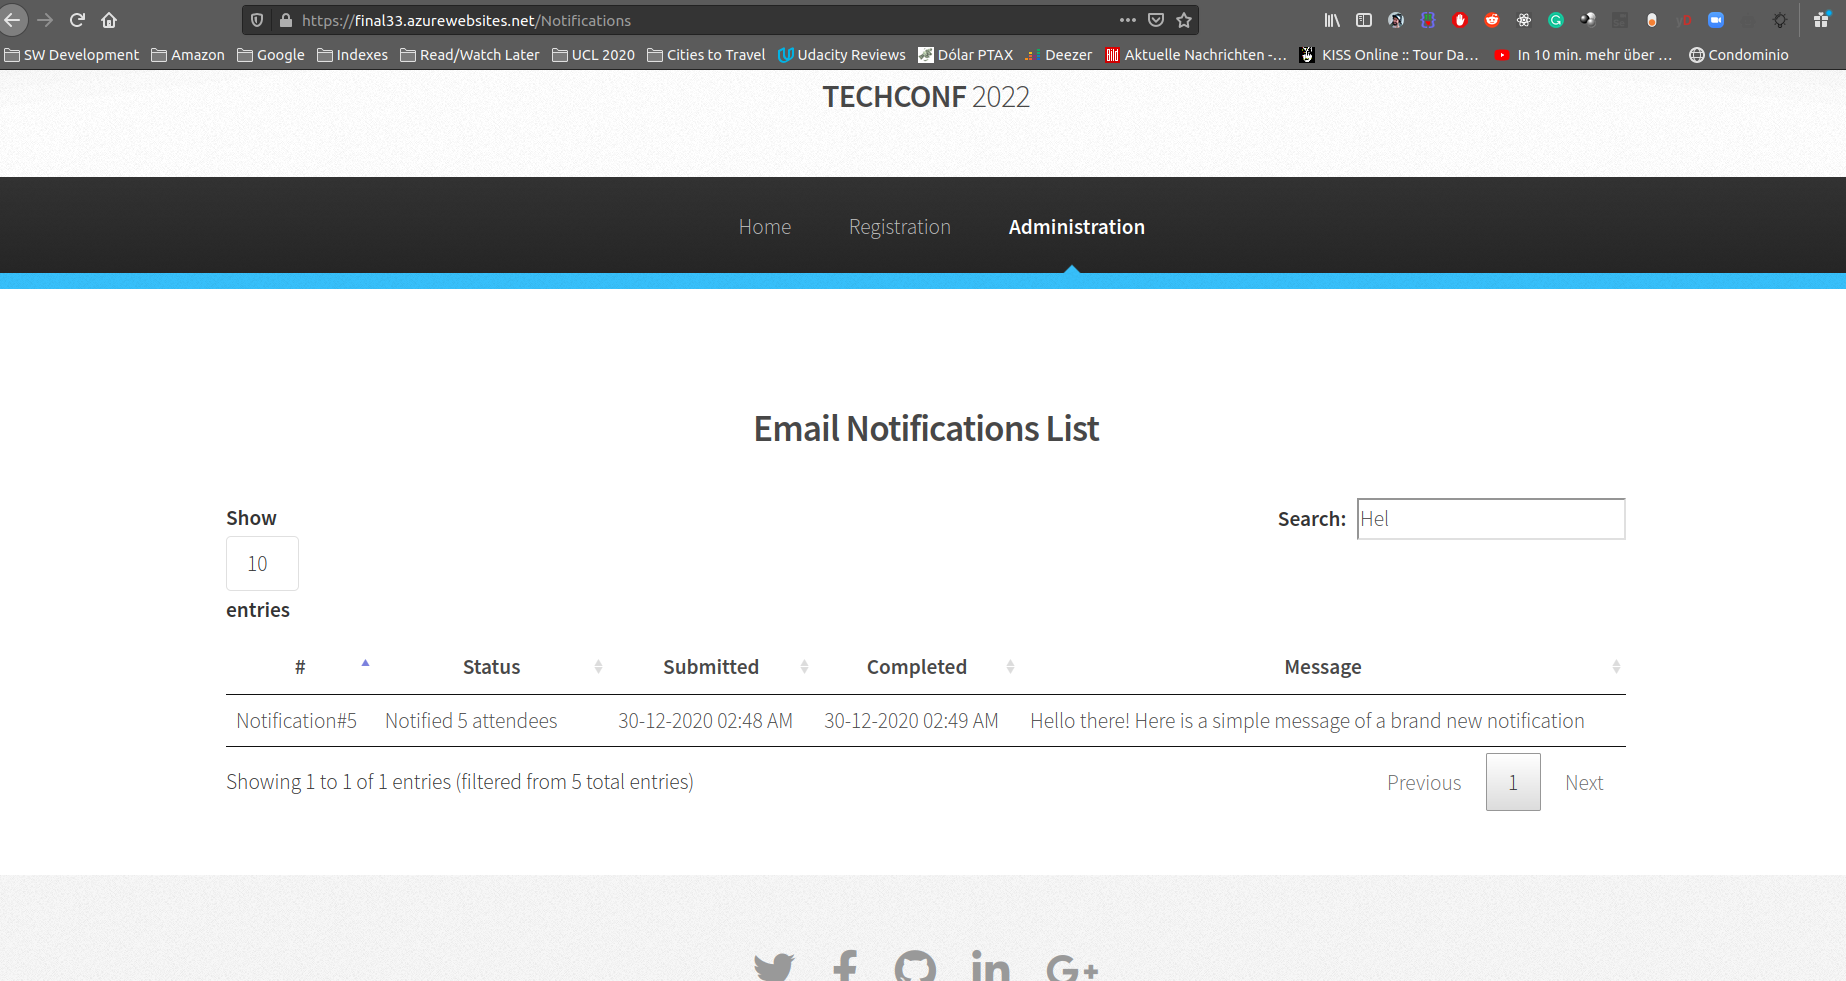 https://final33.azurewebsites.net/Notifications
SW Development Amazon Google Indexes Read/Watch Later UCL 2020 Cities to Travel Udacity Reviews Dólar PTAX Deezer Aktuelle Nachrichten -... KISS Online :: Tour Da... In 10 min. mehr über ... Condominio
TECHCONF 2022
Home Registration Administration
Email Notifications List
Show
Search: Hel
10
entries
# Status Submitted Completed Message
Notification#5 Notified 5 attendees 30-12-2020 02:48 AM 30-12-2020 02:49 AM Hello there! Here is a simple message of a brand new notification
Showing 1 to 1 of 1 entries (filtered from 5 total entries)
Previous 1 Next